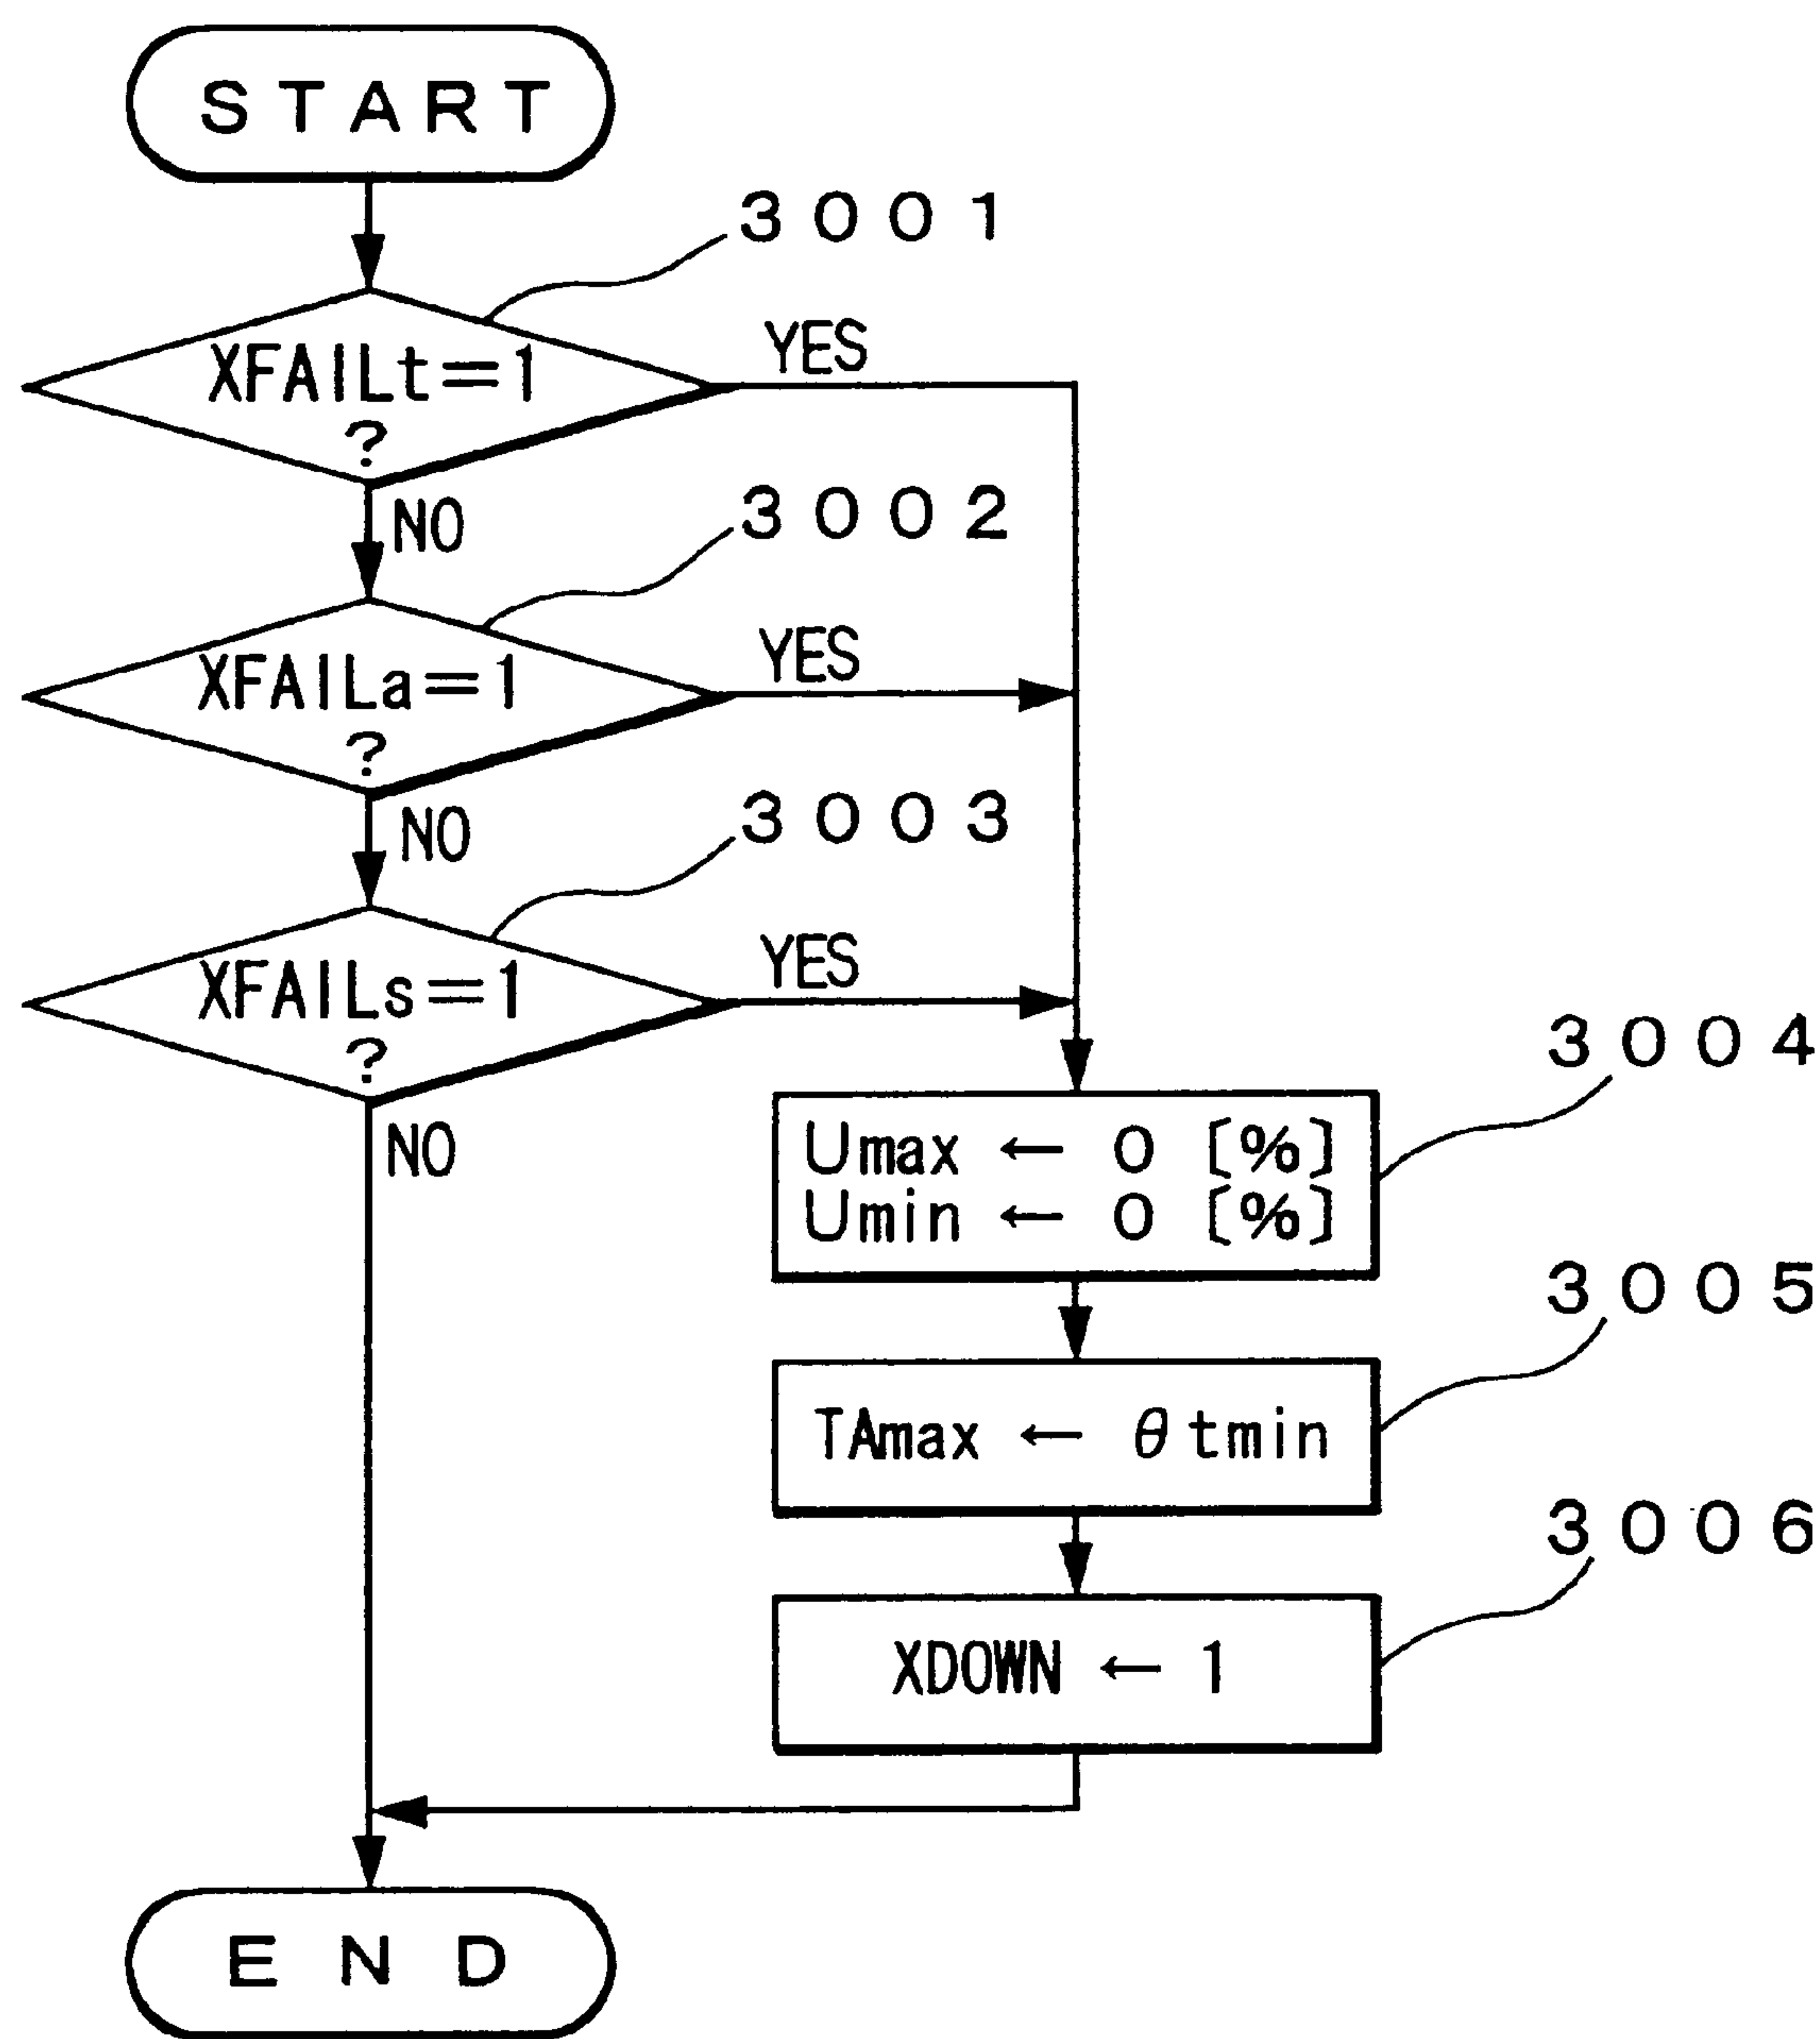 START
3001
XFAILt=1
?
YES
NO
3002
XFAILa=1
?
YES
NO
3003
XFAILs=1
?
YES
NO
3004
Umax ← 0 [%]
Umin ← 0 [%]
3005
TAmax ← θtmin
3006
XDOWN ← 1
END